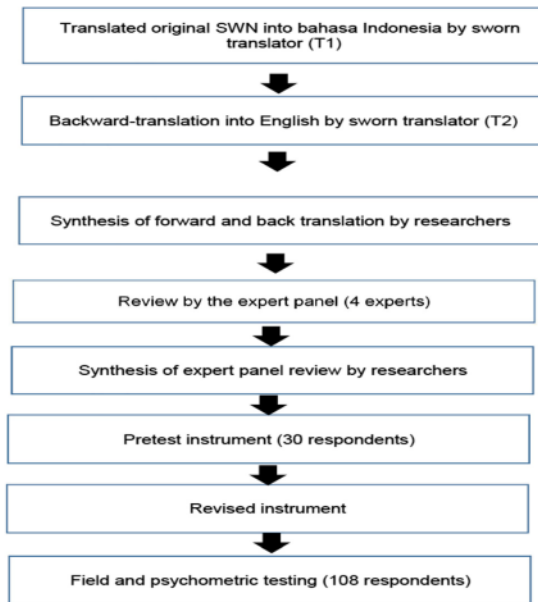 Translated original SWN into bahasa Indonesia by sworn
translator (T1)
Backward-translation into English by sworn translator (T2)
Synthesis of forward and back translation by researchers
Review by the expert panel (4 experts)
Synthesis of expert panel review by researchers
Pretest instrument (30 respondents)
Revised instrument
Field and psychometric testing (108 respondents)